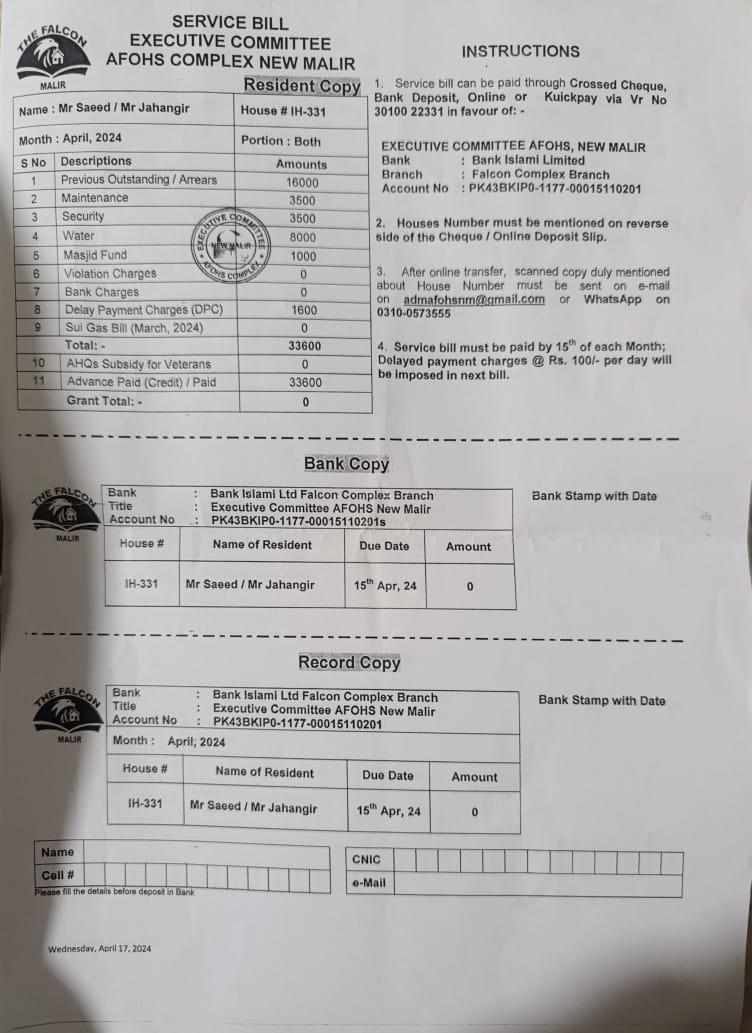 THE FALCON
MALIR
SERVICE BILL
EXECUTIVE COMMITTEE
AFOHS COMPLEX NEW MALIR
Resident Copy
Name : Mr Saeed / Mr Jahangir House # IH-331
Month : April, 2024 Portion : Both
S No Descriptions Amounts
1 Previous Outstanding / Arrears 16000
2 Maintenance 3500
3 Security 3500
4 Water 8000
5 Masjid Fund 1000
6 Violation Charges 0
7 Bank Charges 0
8 Delay Payment Charges (DPC) 1600
9 Sui Gas Bill (March, 2024) 0
Total: - 33600
10 AHQs Subsidy for Veterans 0
11 Advance Paid (Credit) / Paid 33600
Grant Total: - 0
EXECUTIVE COMMITTEE
NEW MALIR
AFOHS COMPLEX
INSTRUCTIONS
1. Service bill can be paid through Crossed Cheque,
Bank Deposit, Online or Kuickpay via Vr No
30100 22331 in favour of: -
EXECUTIVE COMMITTEE AFOHS, NEW MALIR
Bank : Bank Islami Limited
Branch : Falcon Complex Branch
Account No : PK43BKIP0-1177-00015110201
2. Houses Number must be mentioned on reverse
side of the Cheque / Online Deposit Slip.
3. After online transfer, scanned copy duly mentioned
about House Number must be sent on e-mail
on admafohsnm@gmail.com or WhatsApp on
0310-0573555
4. Service bill must be paid by 15th of each Month;
Delayed payment charges @ Rs. 100/- per day will
be imposed in next bill.
Bank Copy
THE FALCON
MALIR
Bank : Bank Islami Ltd Falcon Complex Branch
Title : Executive Committee AFOHS New Malir
Account No : PK43BKIP0-1177-00015110201s
Bank Stamp with Date
House # Name of Resident Due Date Amount
IH-331 Mr Saeed / Mr Jahangir 15th Apr, 24 0
Record Copy
THE FALCON
MALIR
Bank : Bank Islami Ltd Falcon Complex Branch
Title : Executive Committee AFOHS New Malir
Account No : PK43BKIP0-1177-00015110201
Bank Stamp with Date
Month : April, 2024
House # Name of Resident Due Date Amount
IH-331 Mr Saeed / Mr Jahangir 15th Apr, 24 0
Name
Cell #
CNIC
e-Mail
Please fill the details before deposit in Bank
Wednesday, April 17, 2024